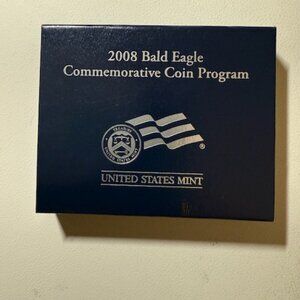 2008 Bald Eagle
Commemorative Coin Program
UNITED STATES MINT